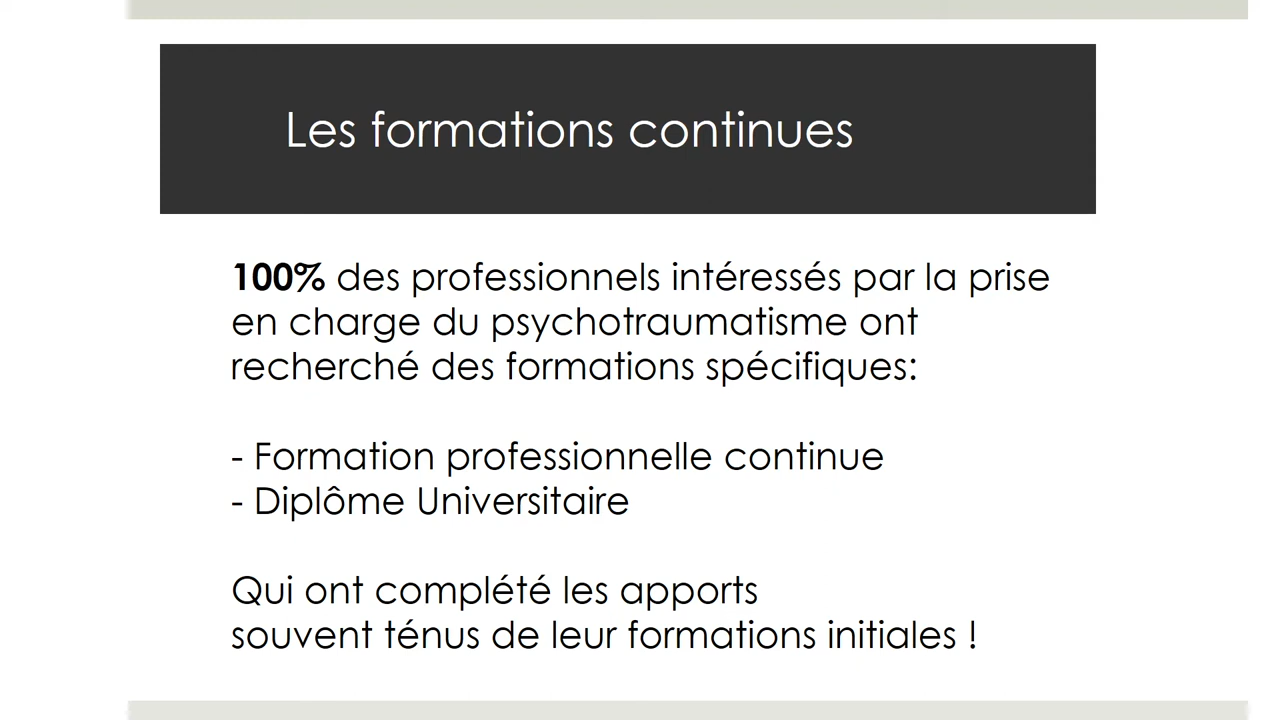 Les formations continues
100% des professionnels intéressés par la prise
en charge du psychotraumatisme ont
recherché des formations spécifiques:
- Formation professionnelle continue
- Diplôme Universitaire
Qui ont complété les apports
souvent ténus de leur formations initiales !